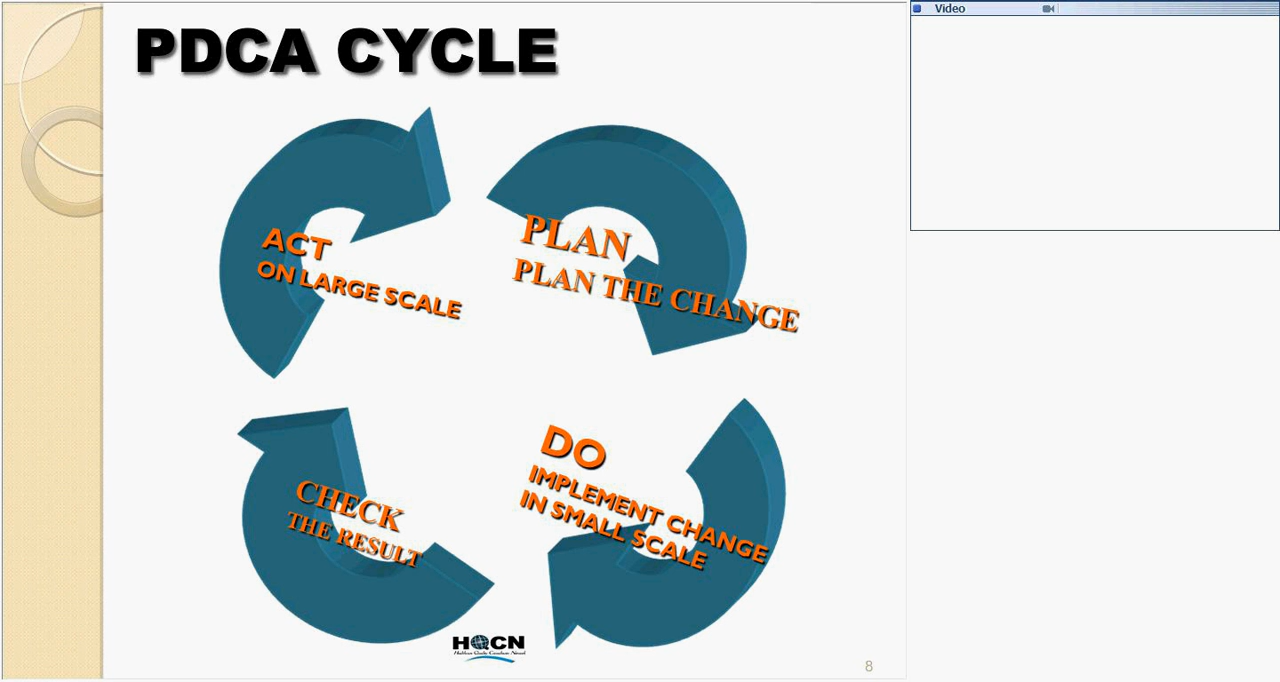 PDCA CYCLE
Video
ACT
ON LARGE SCALE
PLAN
PLAN THE CHANGE
CHECK
THE RESULT
DO
IMPLEMENT CHANGE
IN SMALL SCALE
HQCN
8